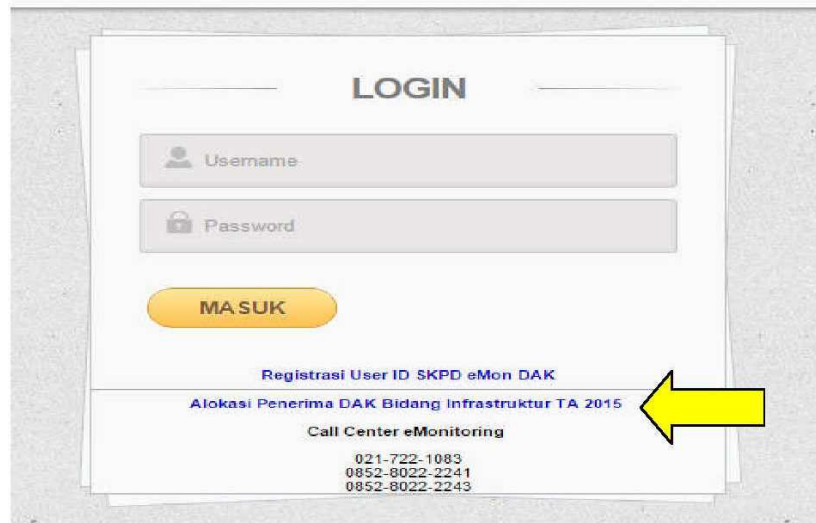 LOGIN
Username
Password
MASUK
Registrasi User ID SKPD eMon DAK
Alokasi Penerima DAK Bidang Infrastruktur TA 2015
Call Center eMonitoring
021-722-1083
0852-8022-2241
0852-8022-2243